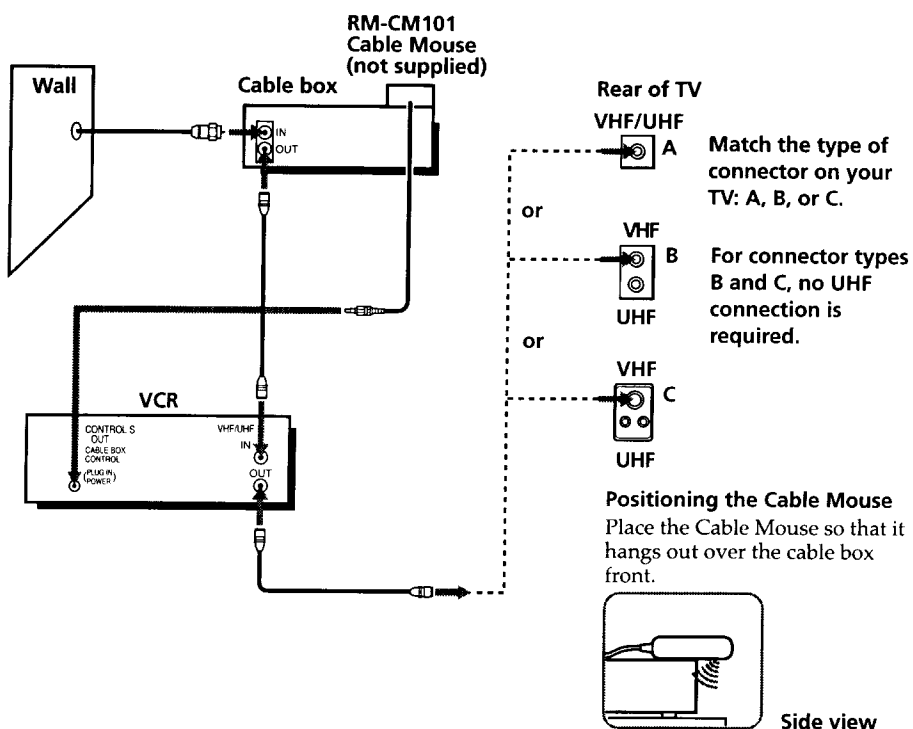 RM-CM101
Cable Mouse
(not supplied)
Wall
Cable box
IN
OUT
Rear of TV
VHF/UHF
A
Match the type of
connector on your
TV: A, B, or C.
or
VHF
B
UHF
For connector types
B and C, no UHF
connection is
required.
or
VHF
C
UHF
VCR
CONTROL S
OUT
CABLE BOX
CONTROL
(PLUG IN
POWER)
VHF/UHF
IN
OUT
Positioning the Cable Mouse
Place the Cable Mouse so that it
hangs out over the cable box
front.
Side view